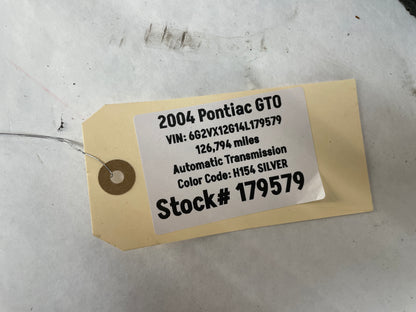 2004 Pontiac GTO
VIN: 6G2VX12G14L179579
126,794 miles
Automatic Transmission
Color Code: H154 SILVER
Stock# 179579